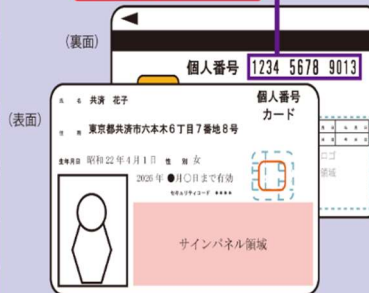 (裏面)
個人番号 1234 5678 9013
(表面)
共済 花子
個人番号
カード
東京都共済市六本木6丁目7番地8号
生年月日 昭和22年4月1日 性別 女
2026年 ●月○日まで有効
セキュリティコード ****
ロゴ
領域
サインパネル領域